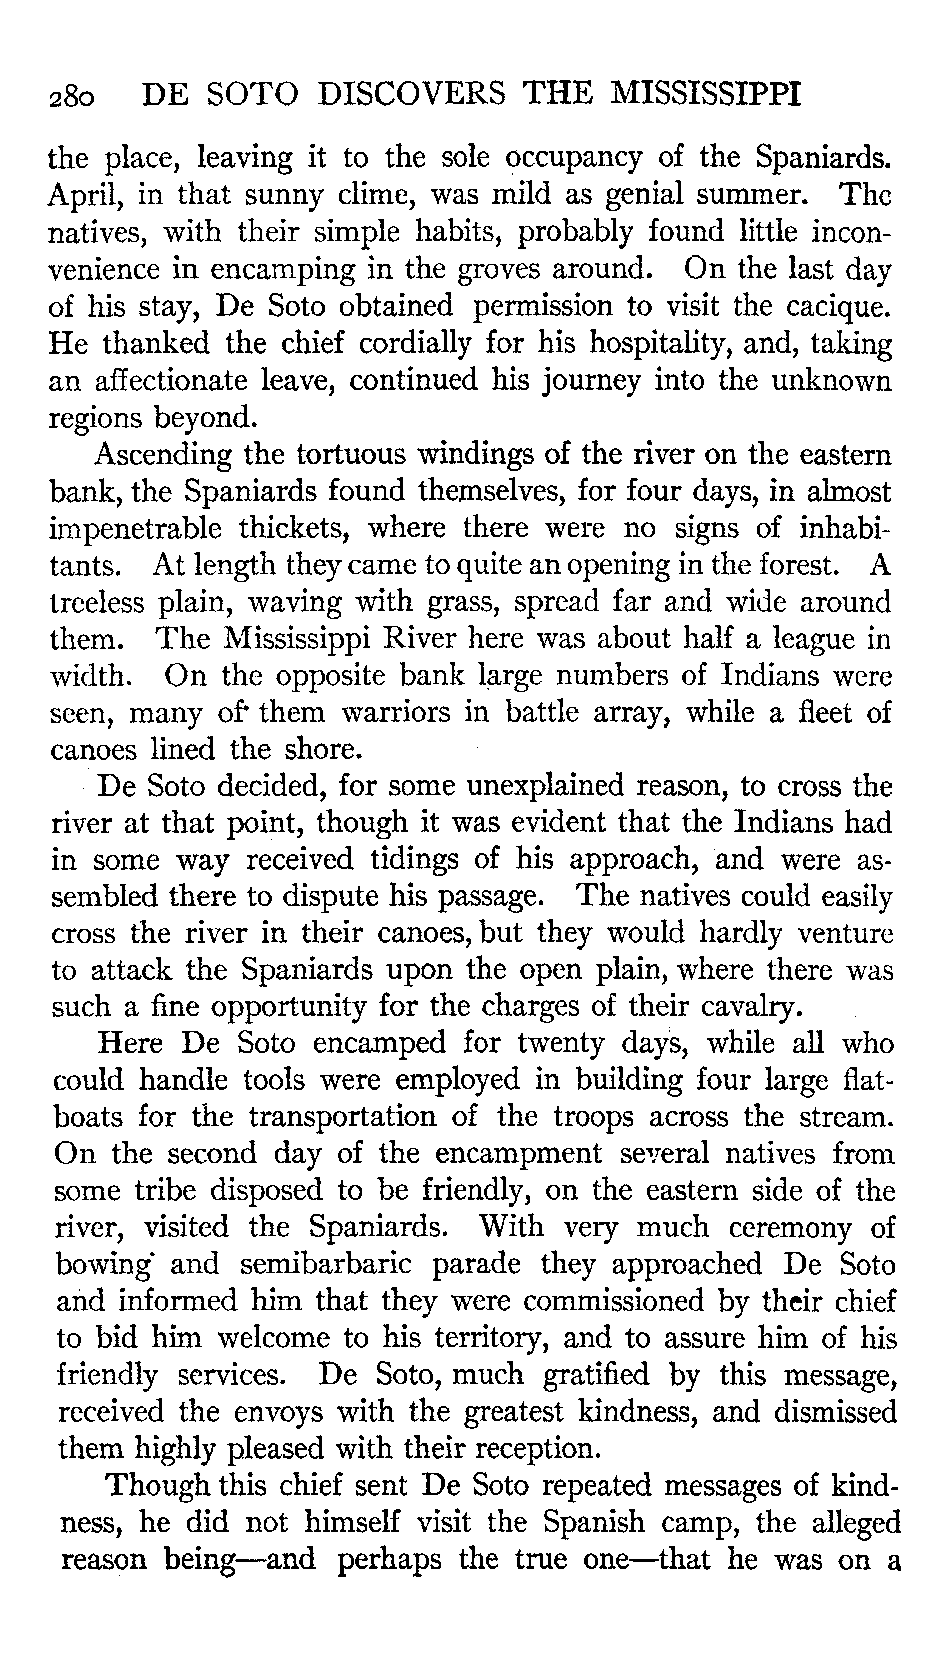 280 DE SOTO DISCOVERS THE MISSISSIPPI
the place, leaving it to the sole occupancy of the Spaniards.
April, in that sunny clime, was mild as genial summer. The
natives, with their simple habits, probably found little incon-
venience in encamping in the groves around. On the last day
of his stay, De Soto obtained permission to visit the cacique.
He thanked the chief cordially for his hospitality, and, taking
an affectionate leave, continued his journey into the unknown
regions beyond.
Ascending the tortuous windings of the river on the eastern
bank, the Spaniards found themselves, for four days, in almost
impenetrable thickets, where there were no signs of inhabi-
tants. At length they came to quite an opening in the forest. A
treeless plain, waving with grass, spread far and wide around
them. The Mississippi River here was about half a league in
width. On the opposite bank large numbers of Indians were
seen, many of them warriors in battle array, while a fleet of
canoes lined the shore.
De Soto decided, for some unexplained reason, to cross the
river at that point, though it was evident that the Indians had
in some way received tidings of his approach, and were as-
sembled there to dispute his passage. The natives could easily
cross the river in their canoes, but they would hardly venture
to attack the Spaniards upon the open plain, where there was
such a fine opportunity for the charges of their cavalry.
Here De Soto encamped for twenty days, while all who
could handle tools were employed in building four large flat-
boats for the transportation of the troops across the stream.
On the second day of the encampment several natives from
some tribe disposed to be friendly, on the eastern side of the
river, visited the Spaniards. With very much ceremony of
bowing and semibarbaric parade they approached De Soto
and informed him that they were commissioned by their chief
to bid him welcome to his territory, and to assure him of his
friendly services. De Soto, much gratified by this message,
received the envoys with the greatest kindness, and dismissed
them highly pleased with their reception.
Though this chief sent De Soto repeated messages of kind-
ness, he did not himself visit the Spanish camp, the alleged
reason being—and perhaps the true one—that he was on a